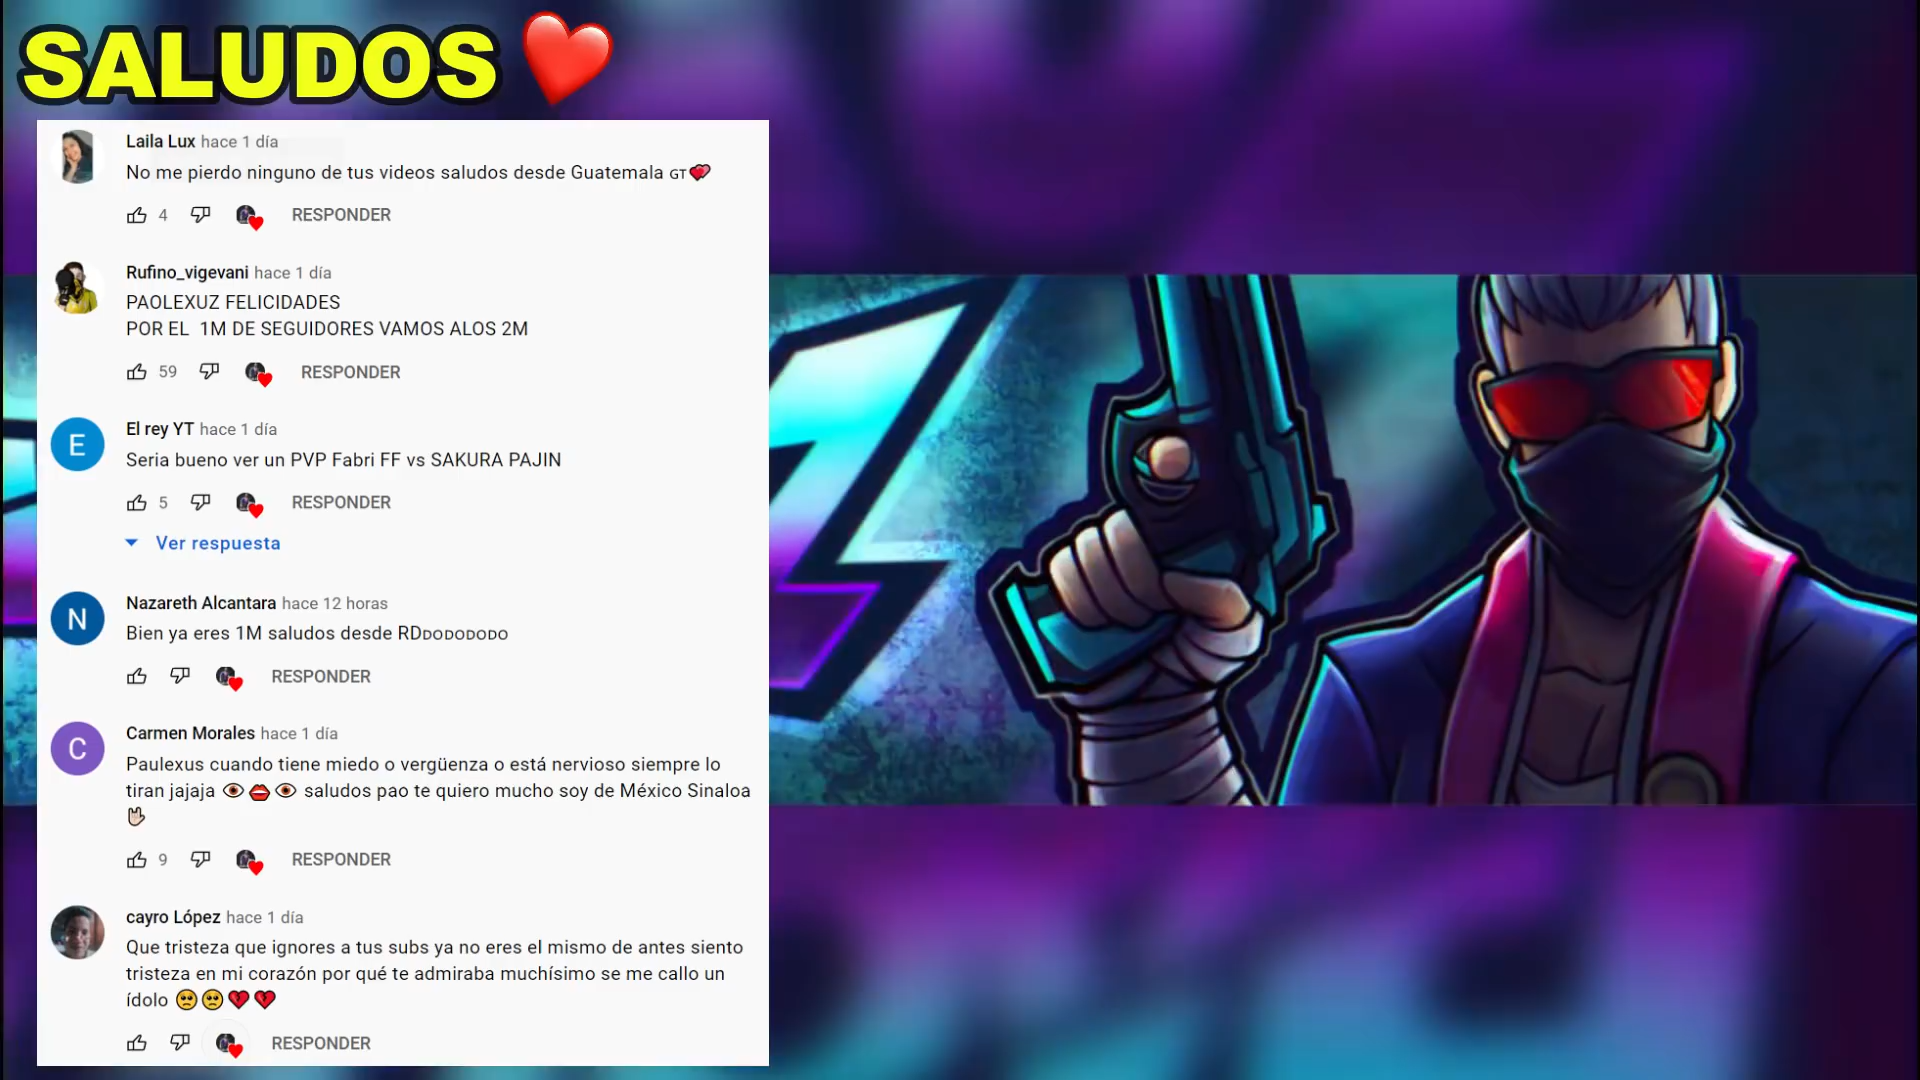 SALUDOS ❤
Laila Lux hace 1 día
No me pierdo ninguno de tus videos saludos desde Guatemala GT💕
4 RESPONDER
Rufino_vigevani hace 1 día
PAOLEXUZ FELICIDADES
POR EL 1M DE SEGUIDORES VAMOS ALOS 2M
59 RESPONDER
E
El rey YT hace 1 día
Seria bueno ver un PVP Fabri FF vs SAKURA PAJIN
5 RESPONDER
Ver respuesta
N
Nazareth Alcantara hace 12 horas
Bien ya eres 1M saludos desde RDDODODODO
RESPONDER
C
Carmen Morales hace 1 día
Paulexus cuando tiene miedo o vergüenza o está nervioso siempre lo
tiran jajaja 👁👄👁 saludos pao te quiero mucho soy de México Sinaloa
🤟🏻
9 RESPONDER
cayro López hace 1 día
Que tristeza que ignores a tus subs ya no eres el mismo de antes siento
tristeza en mi corazón por qué te admiraba muchísimo se me callo un
ídolo 🥺🥺💔💔
RESPONDER